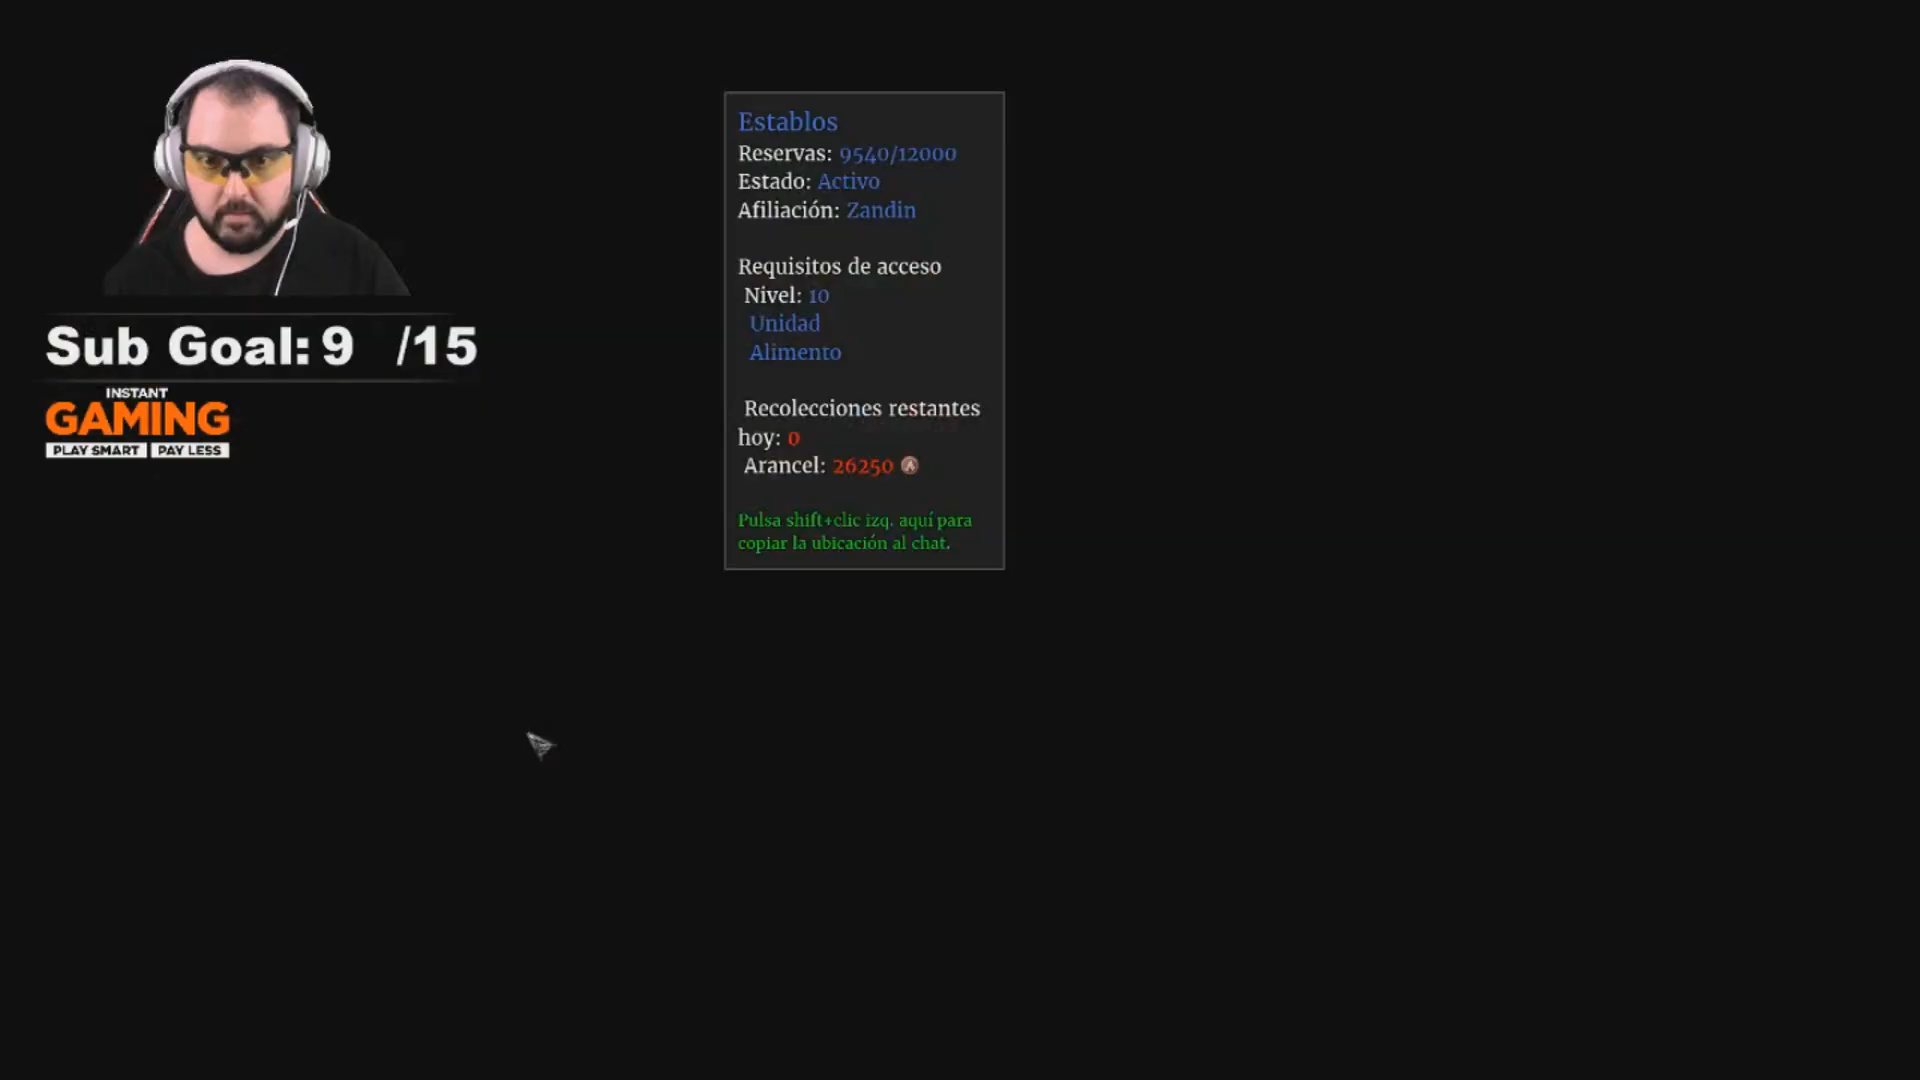 Sub Goal: 9 /15
INSTANT
GAMING
PLAY SMART PAY LESS
Establos
Reservas: 9540/12000
Estado: Activo
Afiliación: Zandin
Requisitos de acceso
Nivel: 10
Unidad
Alimento
Recolecciones restantes
hoy: 0
Arancel: 26250
Pulsa shift+clic izq. aquí para
copiar la ubicación al chat.